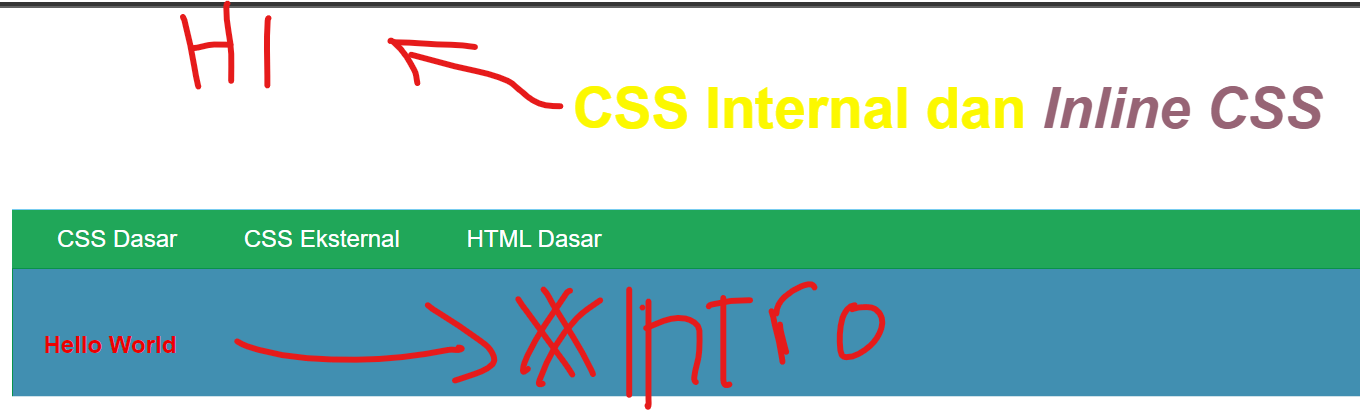 HI
CSS Internal dan Inline CSS
CSS Dasar CSS Eksternal HTML Dasar
Hello World Intro